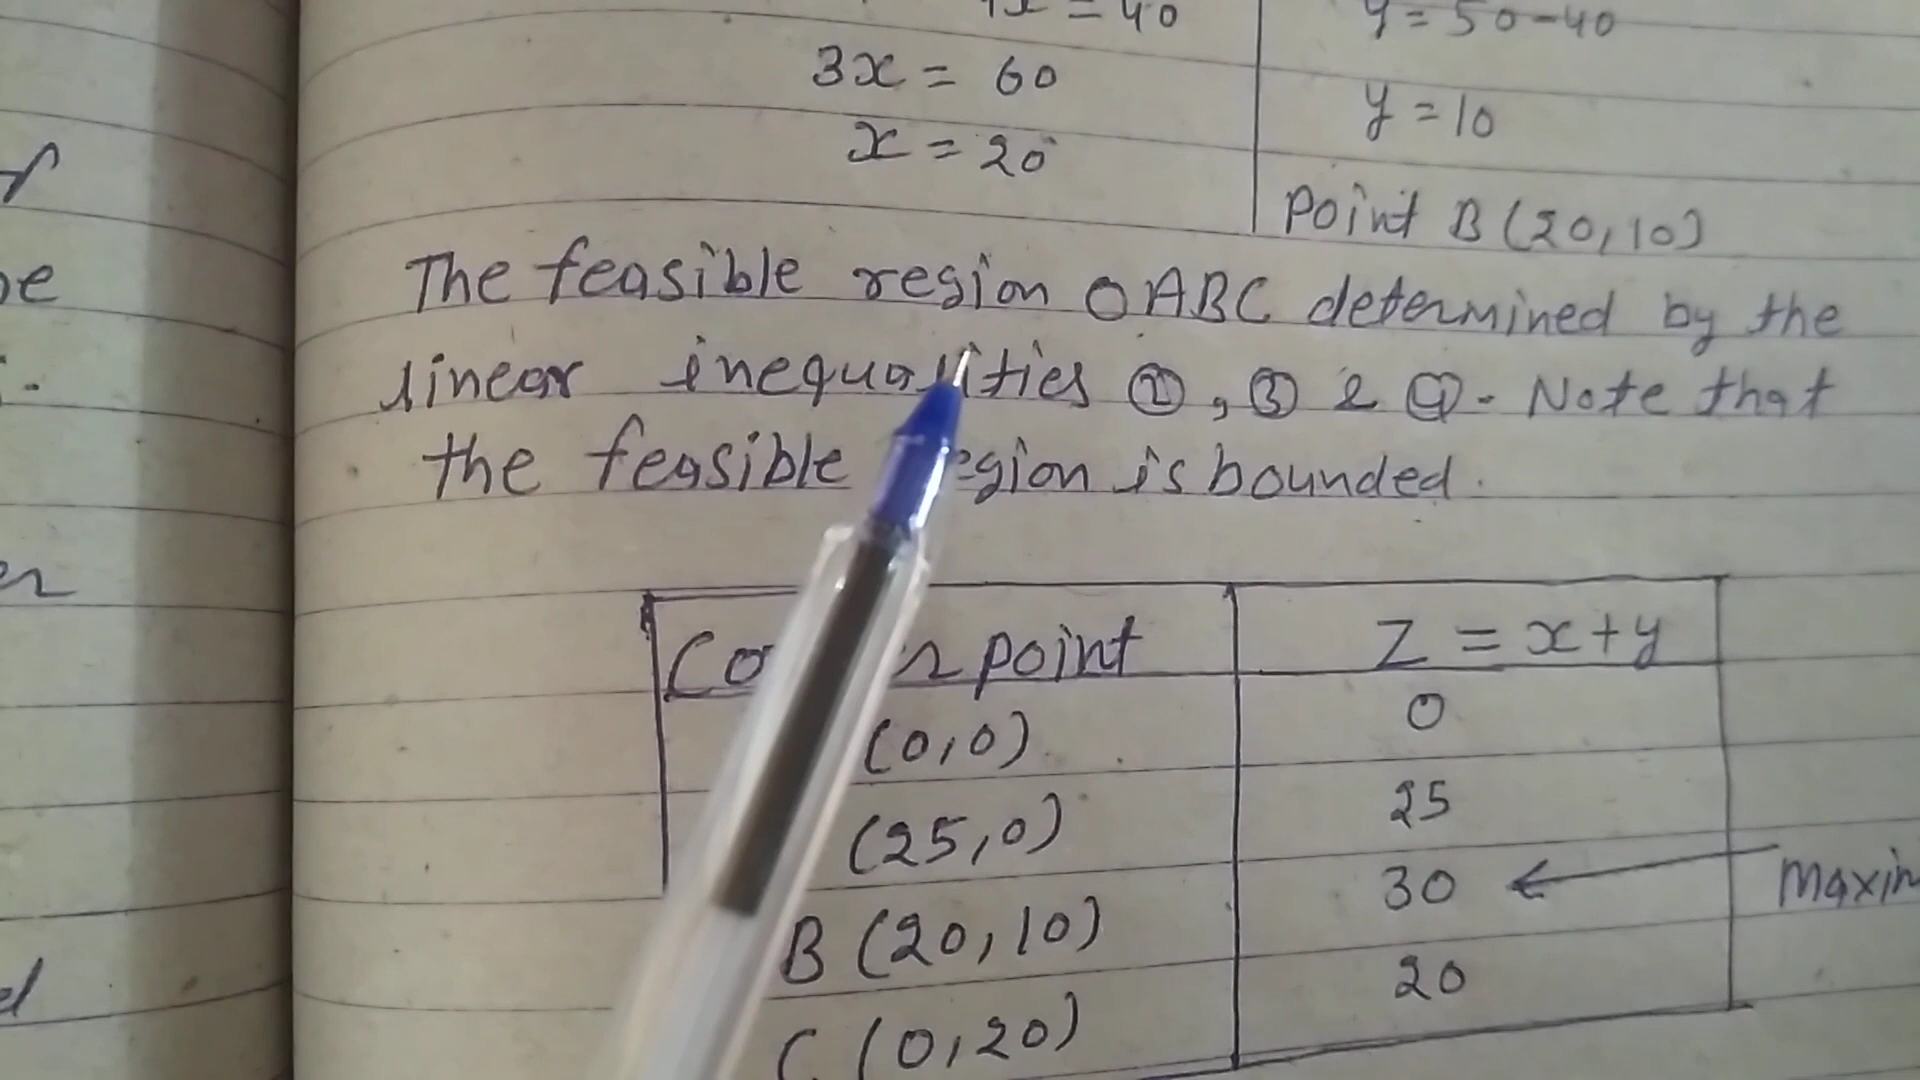 = 40
y = 50-40
3x = 60
y = 10
x = 20
Point B (20,10)
The feasible region OABC determined by the
linear inequalities ②, ③ & ④. Note that
the feasible region is bounded.
point
Z = x+y
(0,0)
0
(25,0)
25
B (20,10)
30
C (0,20)
20